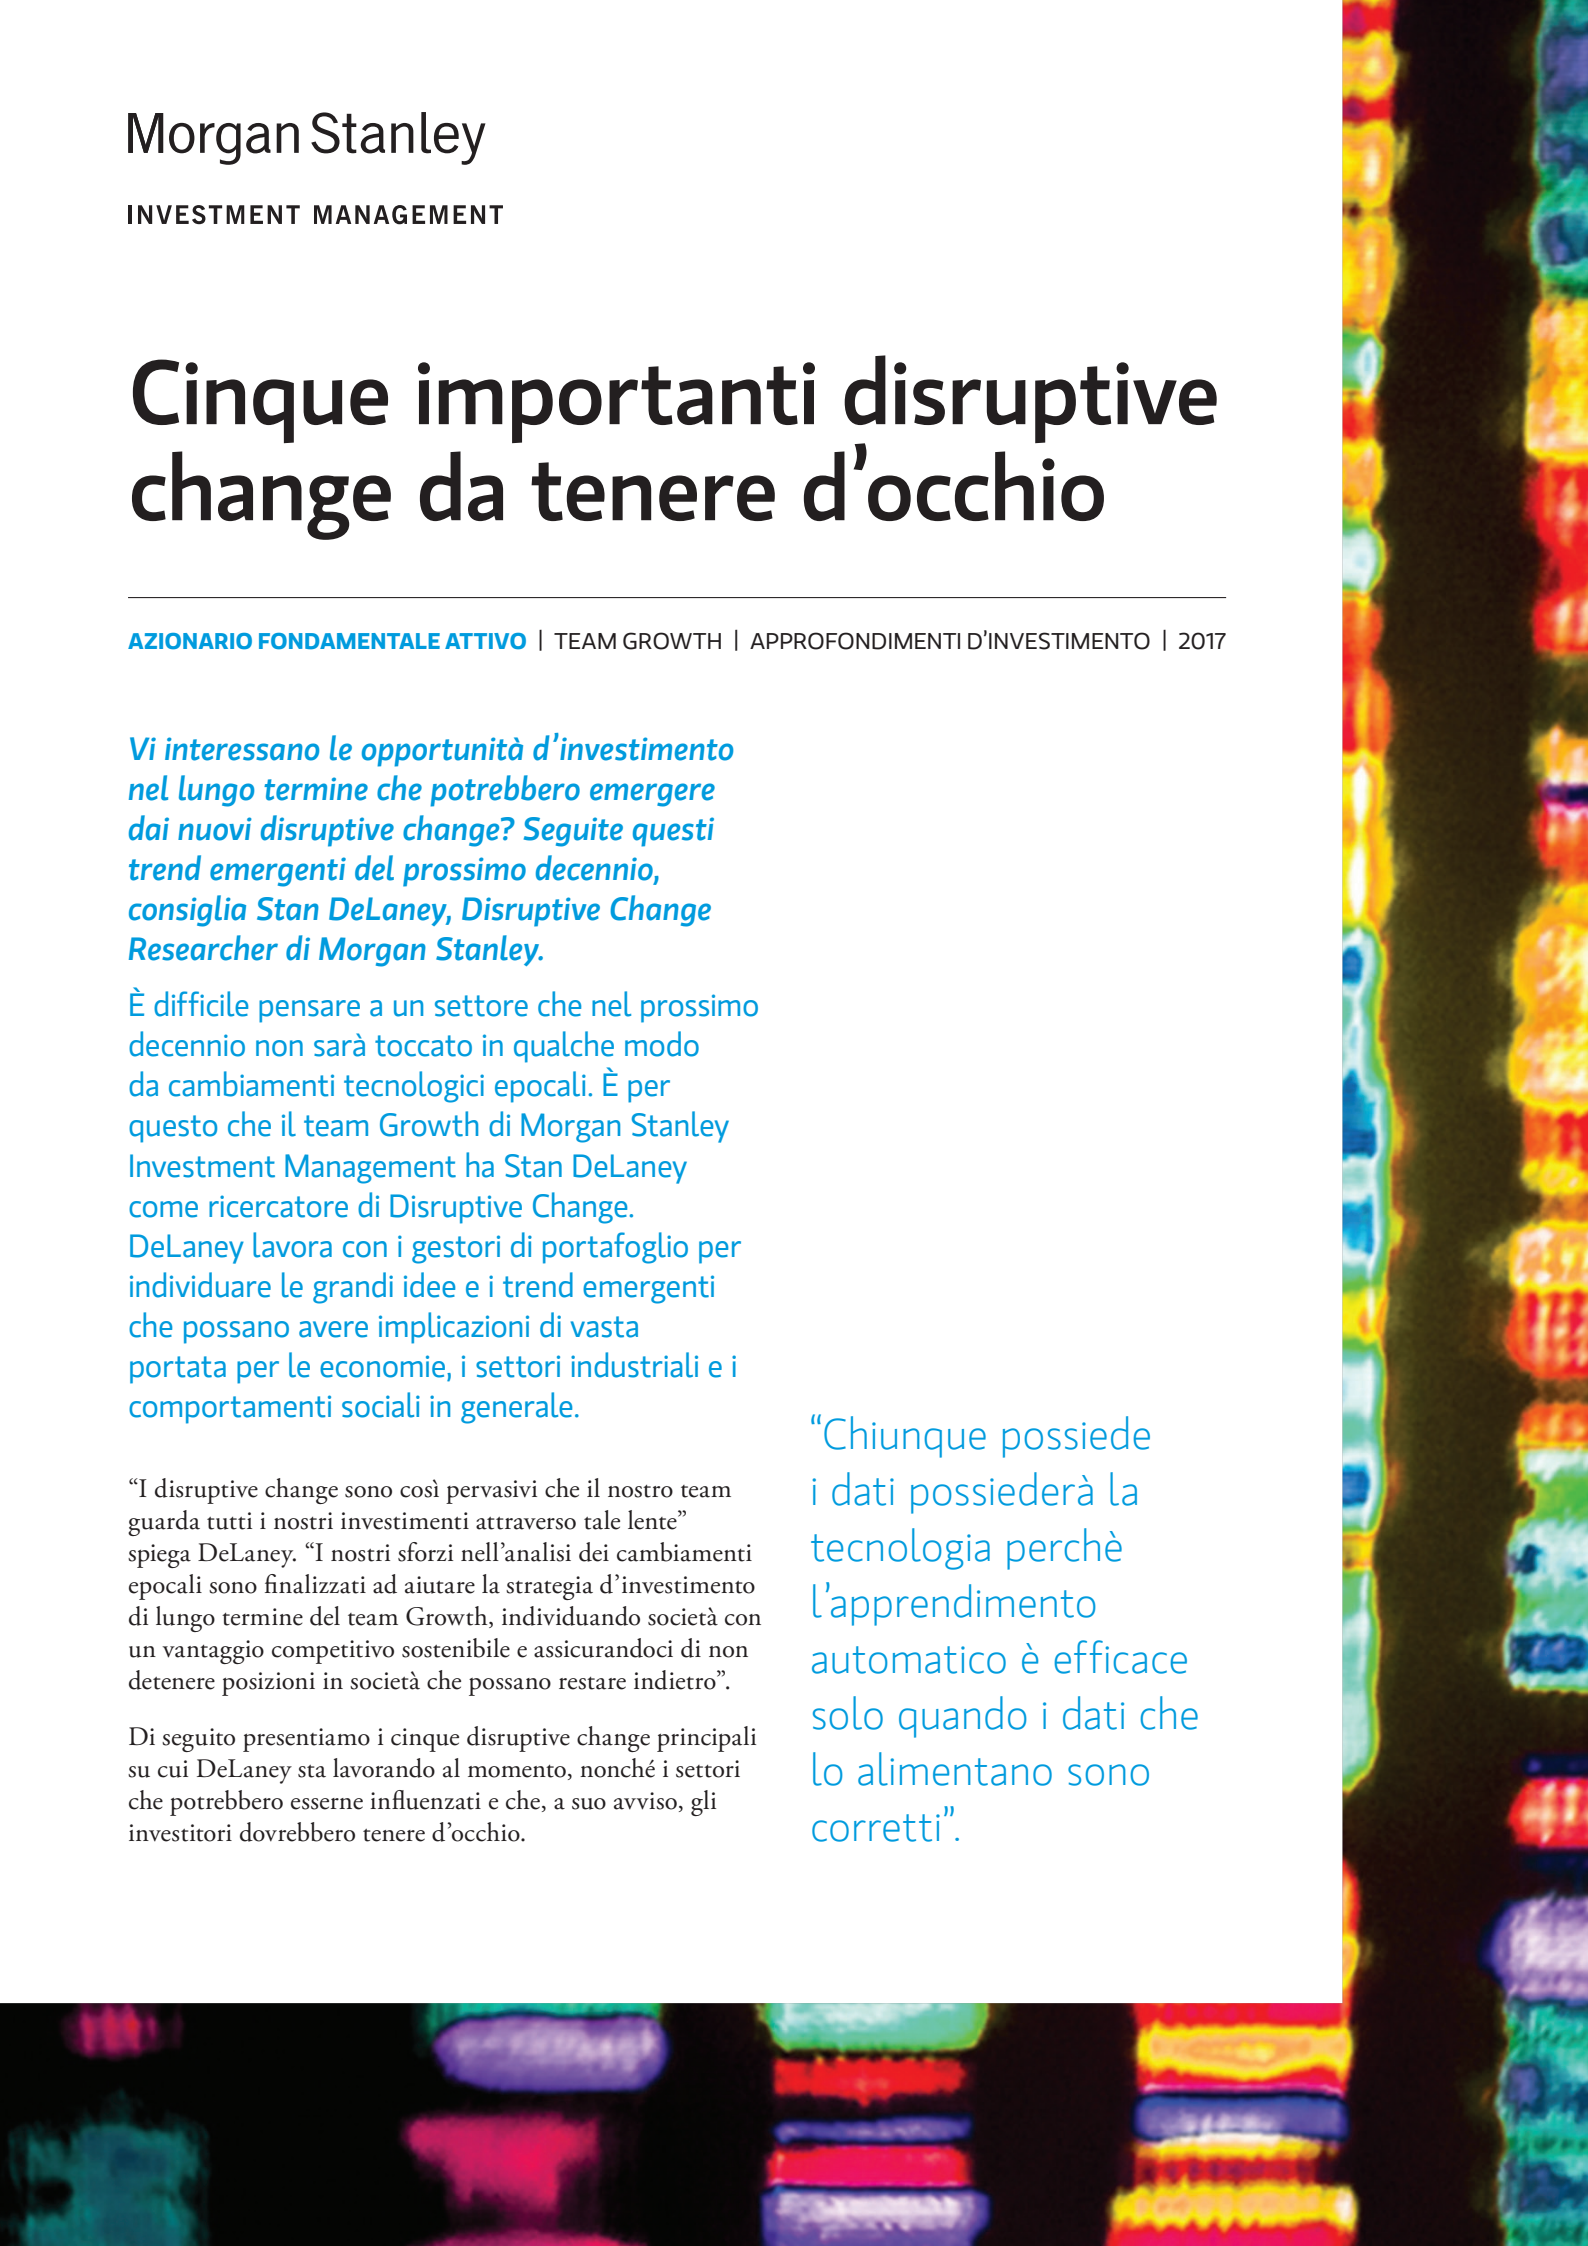 Morgan Stanley
INVESTMENT MANAGEMENT
Cinque importanti disruptive
change da tenere d’occhio
AZIONARIO FONDAMENTALE ATTIVO | TEAM GROWTH | APPROFONDIMENTI D’INVESTIMENTO | 2017
Vi interessano le opportunità d’investimento
nel lungo termine che potrebbero emergere
dai nuovi disruptive change? Seguite questi
trend emergenti del prossimo decennio,
consiglia Stan DeLaney, Disruptive Change
Researcher di Morgan Stanley.
È difficile pensare a un settore che nel prossimo
decennio non sarà toccato in qualche modo
da cambiamenti tecnologici epocali. È per
questo che il team Growth di Morgan Stanley
Investment Management ha Stan DeLaney
come ricercatore di Disruptive Change.
DeLaney lavora con i gestori di portafoglio per
individuare le grandi idee e i trend emergenti
che possano avere implicazioni di vasta
portata per le economie, i settori industriali e i
comportamenti sociali in generale.
“I disruptive change sono così pervasivi che il nostro team
guarda tutti i nostri investimenti attraverso tale lente”
spiega DeLaney. “I nostri sforzi nell’analisi dei cambiamenti
epocali sono finalizzati ad aiutare la strategia d’investimento
di lungo termine del team Growth, individuando società con
un vantaggio competitivo sostenibile e assicurandoci di non
detenere posizioni in società che possano restare indietro”.
Di seguito presentiamo i cinque disruptive change principali
su cui DeLaney sta lavorando al momento, nonché i settori
che potrebbero esserne influenzati e che, a suo avviso, gli
investitori dovrebbero tenere d’occhio.
“Chiunque possiede
i dati possiederà la
tecnologia perchè
l’apprendimento
automatico è efficace
solo quando i dati che
lo alimentano sono
corretti”.